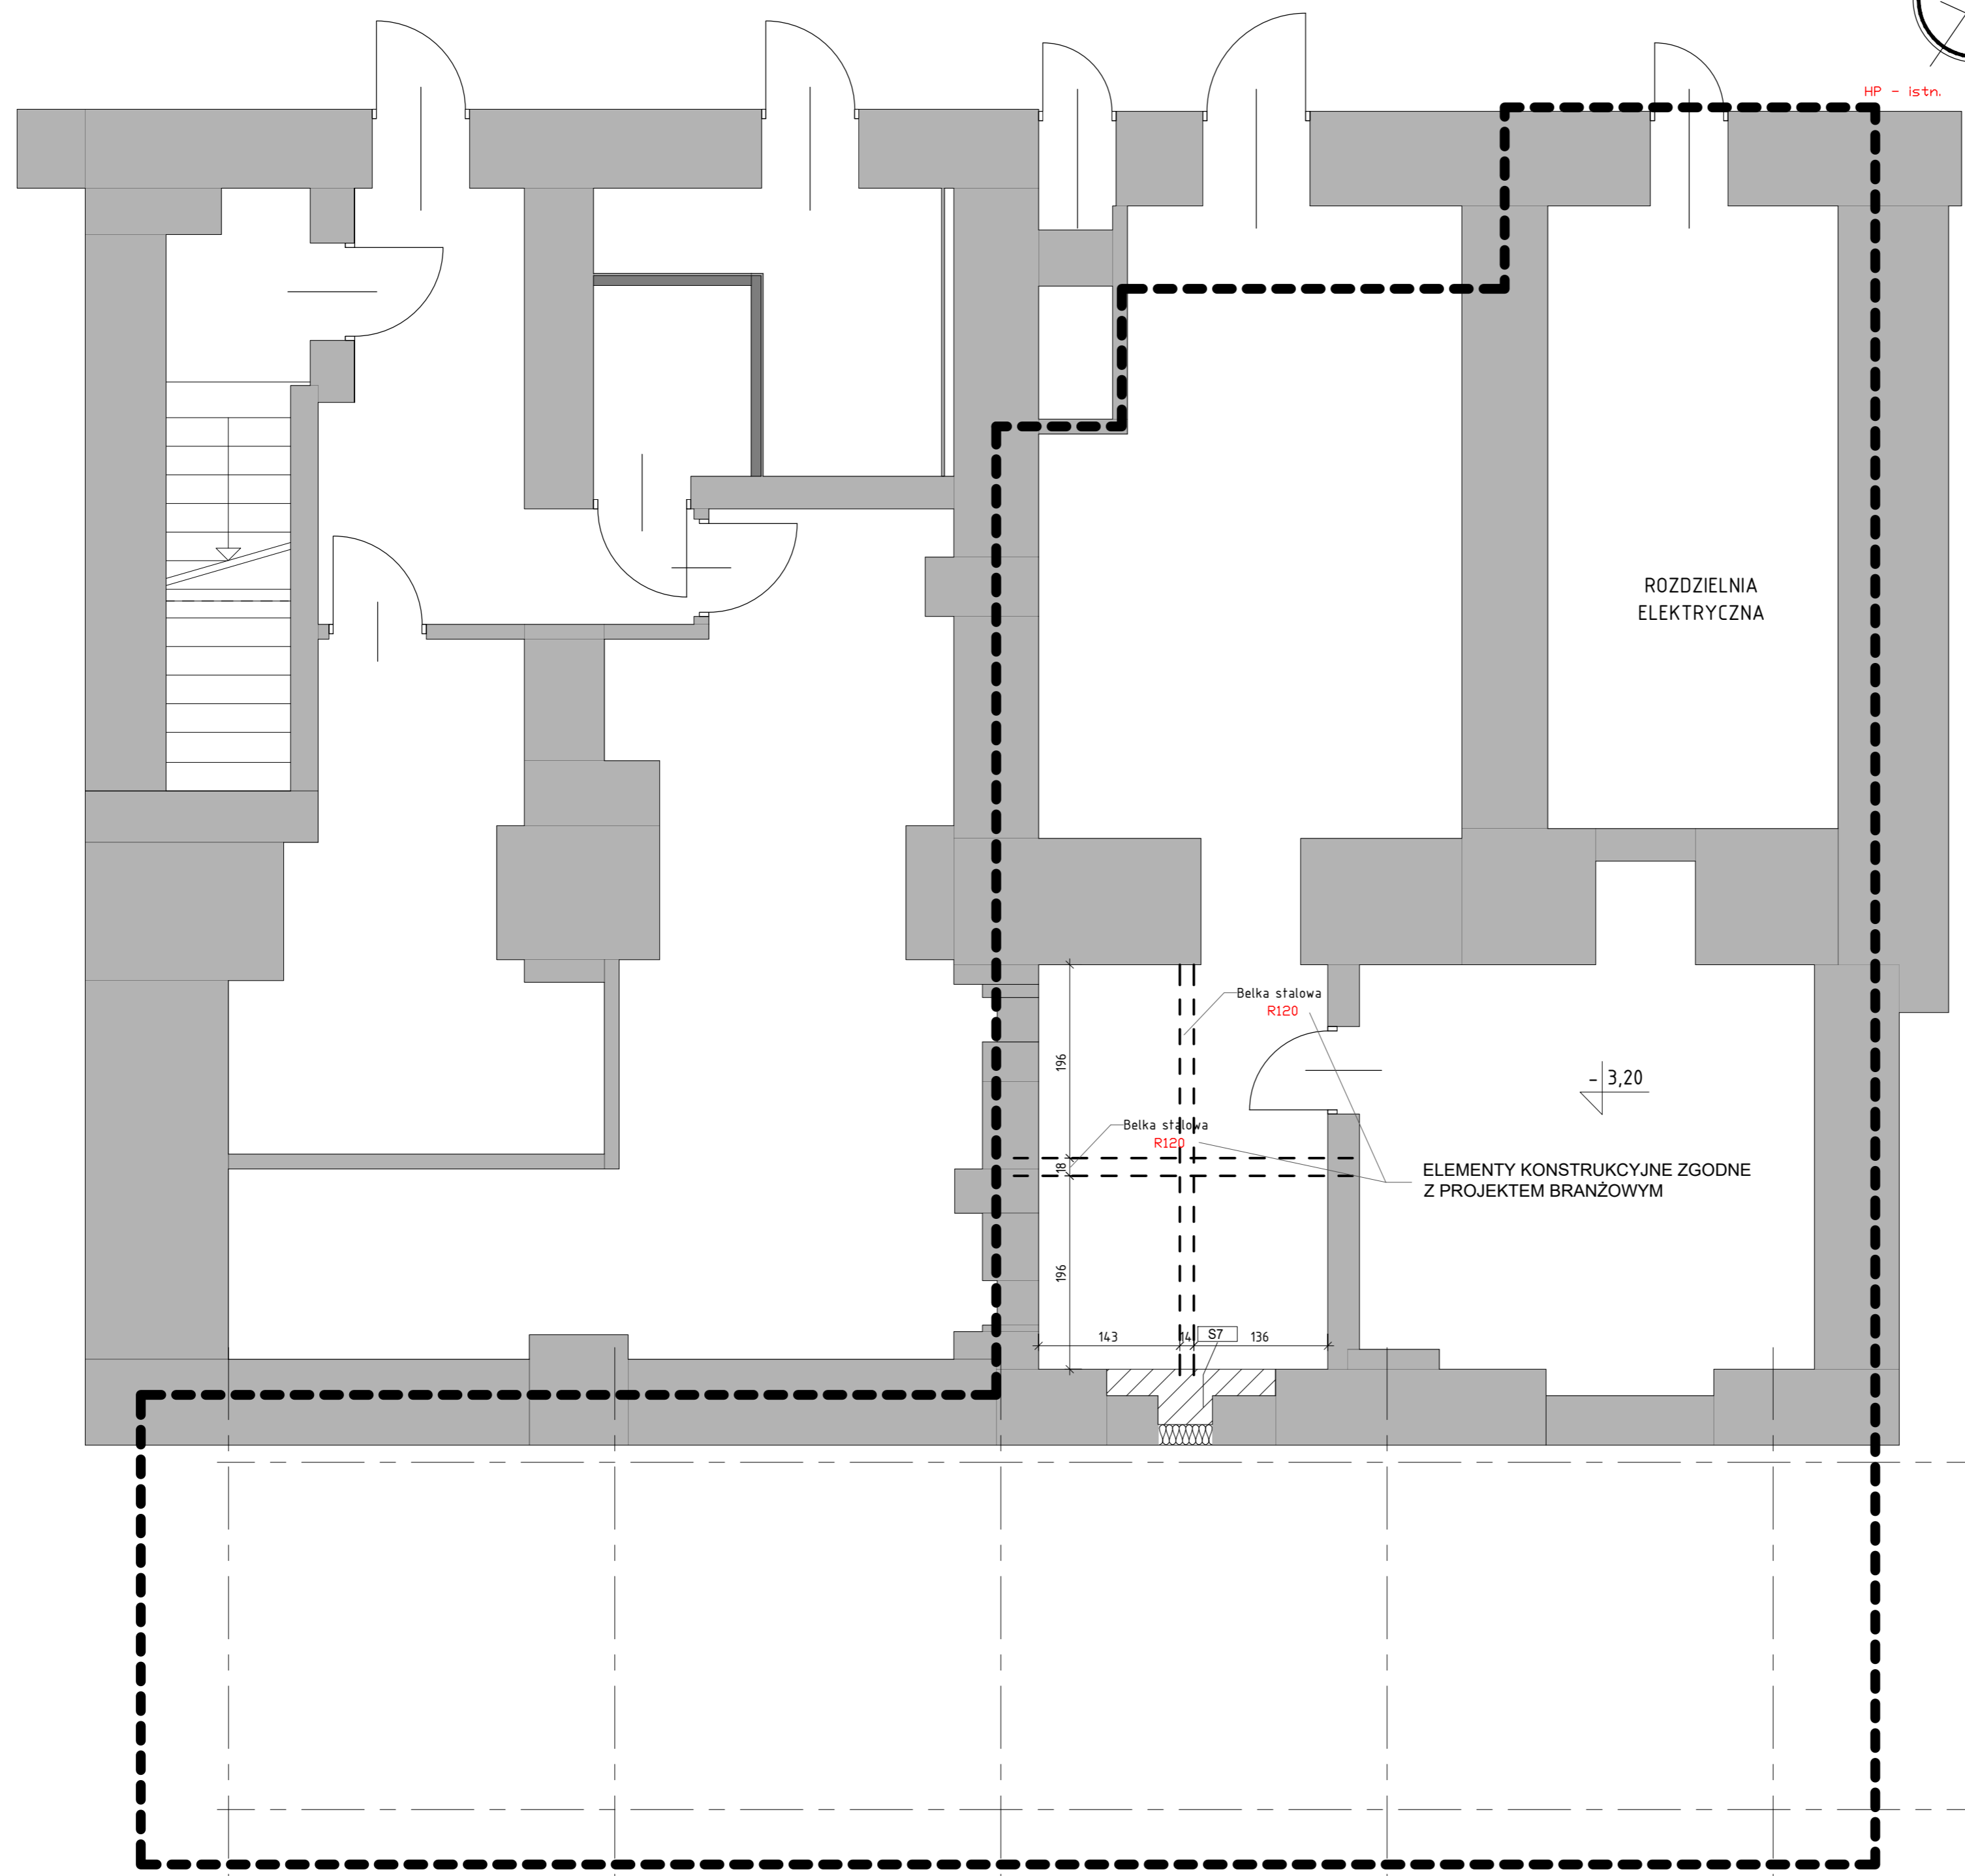 HP - istn.
ROZDZIELNIA
ELEKTRYCZNA
Belka stalowa
R120
196
- 3,20
Belka stalowa
R120
18
ELEMENTY KONSTRUKCYJNE ZGODNE
Z PROJEKTEM BRANŻOWYM
196
143
14
S7
136